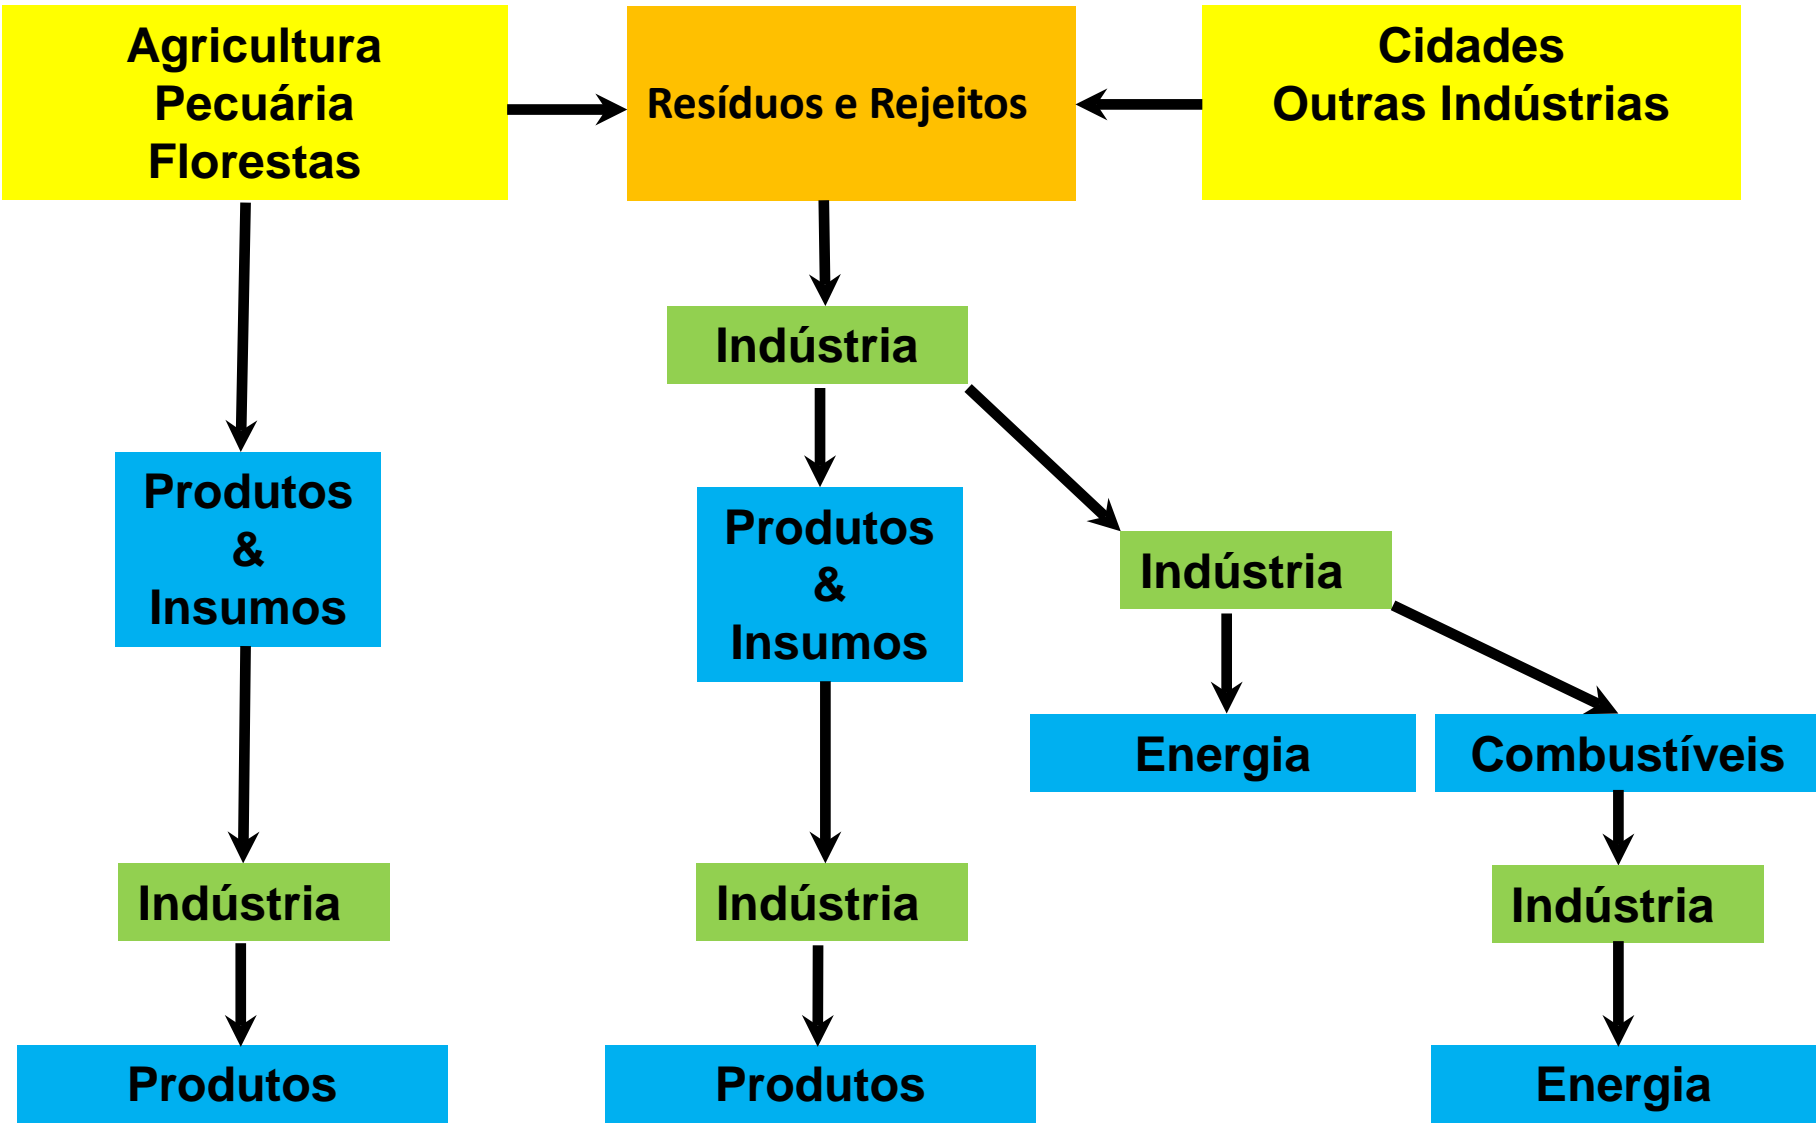 Agricultura
Pecuária
Florestas
Resíduos e Rejeitos
Cidades
Outras Indústrias
Indústria
Produtos
&
Insumos
Produtos
&
Insumos
Indústria
Energia
Combustíveis
Indústria
Indústria
Indústria
Produtos
Produtos
Energia